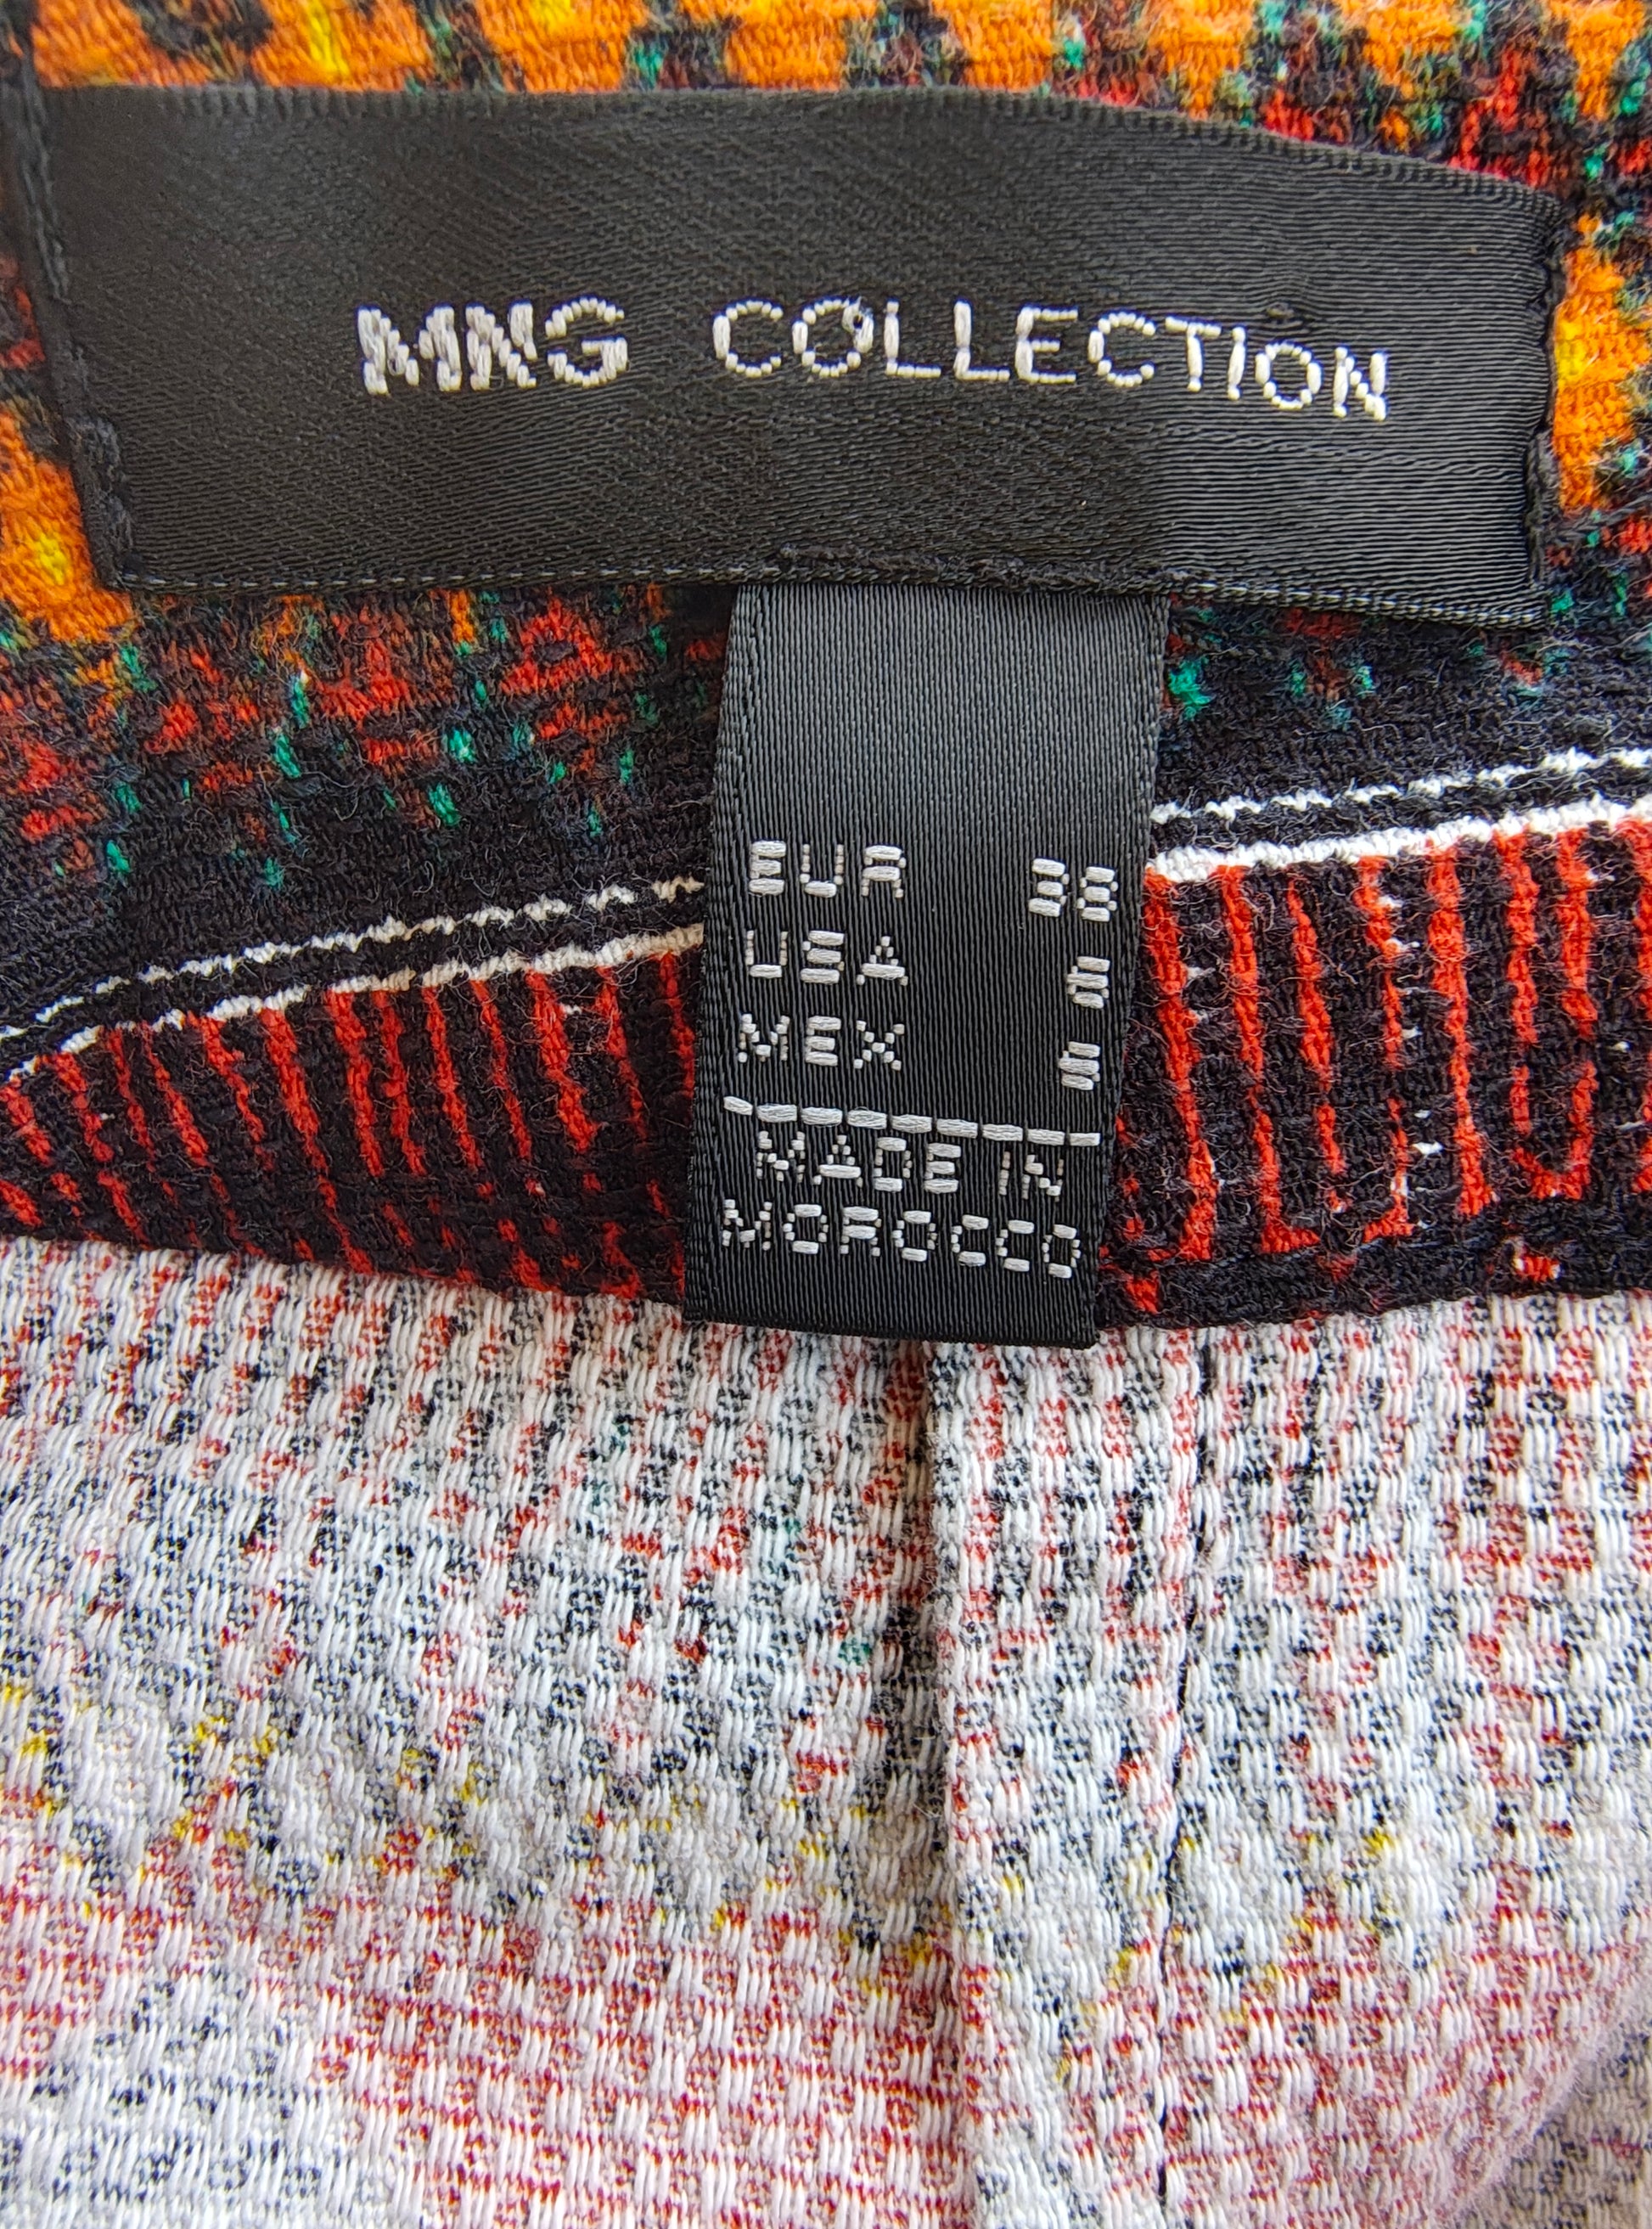 MNG COLLECTION
EUR 38
USA 6
MEX 6
MADE IN
MOROCCO